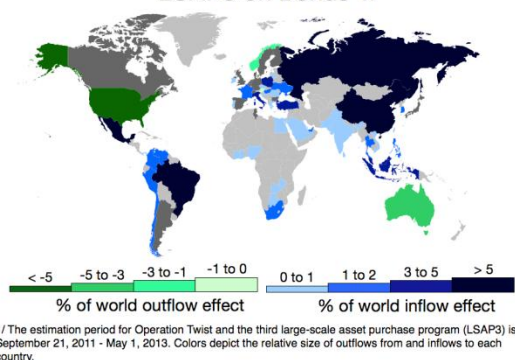 < -5 -5 to -3 -3 to -1 -1 to 0 0 to 1 1 to 2 3 to 5 > 5
% of world outflow effect % of world inflow effect
/ The estimation period for Operation Twist and the third large-scale asset purchase program (LSAP3) is
September 21, 2011 - May 1, 2013. Colors depict the relative size of outflows from and inflows to each
country.